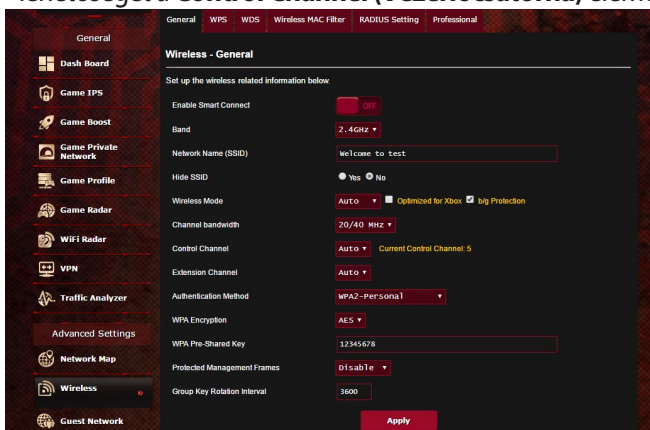 General WPS WDS Wireless MAC Filter RADIUS Setting Professional
General
Dash Board
Game IPS
Game Boost
Game Private
Network
Game Profile
Game Radar
WiFi Radar
VPN
Traffic Analyzer
Advanced Settings
Network Map
Wireless
Guest Network
Wireless - General
Set up the wireless related information below.
Enable Smart Connect OFF
Band 2.4GHz
Network Name (SSID) Welcome to test
Hide SSID Yes No
Wireless Mode Auto Optimized for Xbox b/g Protection
Channel bandwidth 20/40 MHz
Control Channel Auto Current Control Channel: 5
Extension Channel Auto
Authentication Method WPA2-Personal
WPA Encryption AES
WPA Pre-Shared Key 12345678
Protected Management Frames Disable
Group Key Rotation Interval 3600
Apply